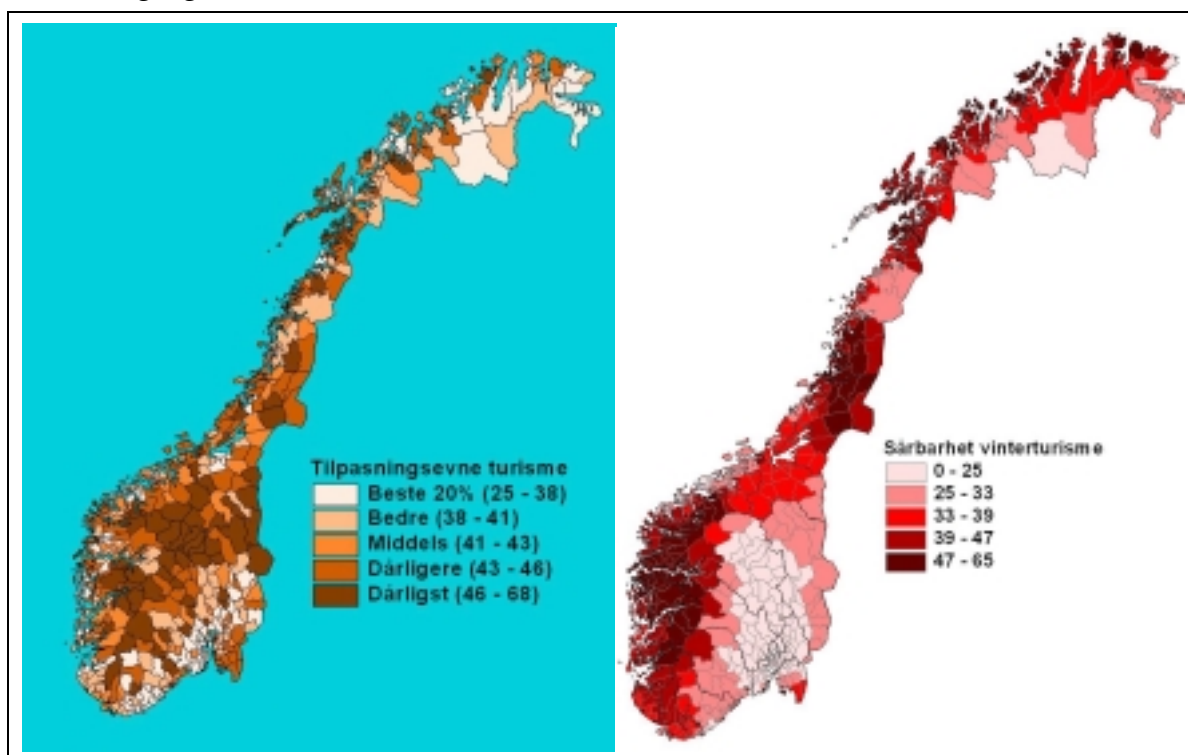 Tilpasningsevne turisme
Beste 20% (25 - 38)
Bedre (38 - 41)
Middels (41 - 43)
Dårligere (43 - 46)
Dårligst (46 - 68)
Sårbarhet vinterturisme
0 - 25
25 - 33
33 - 39
39 - 47
47 - 65